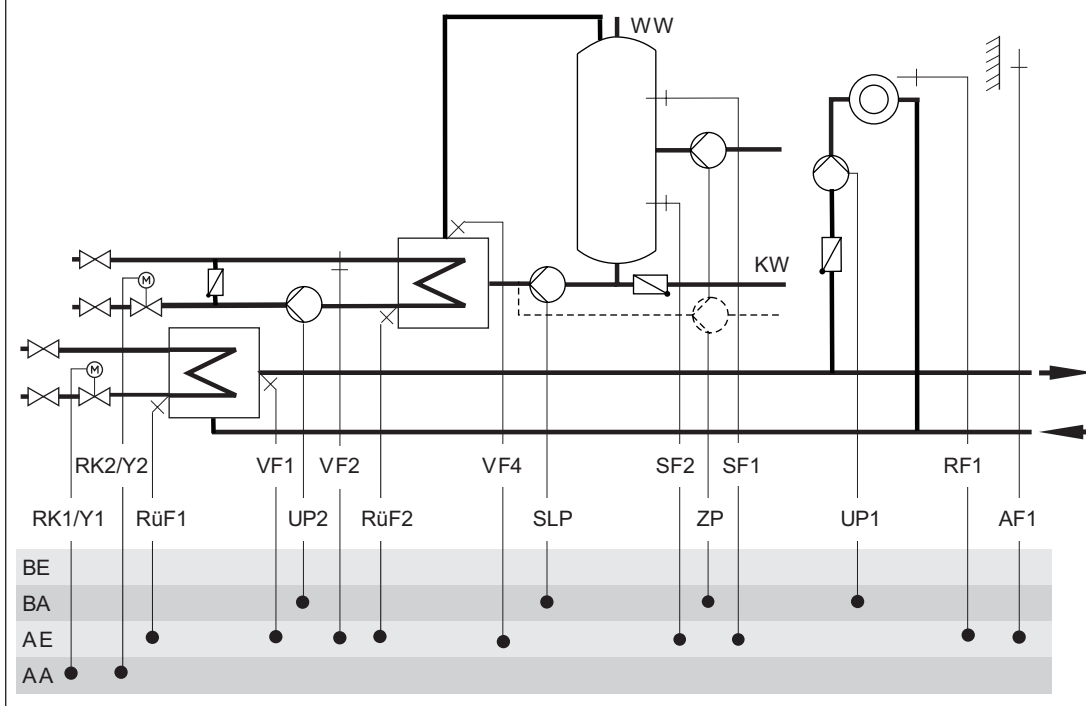 WW
KW
M
M
RK2/Y2 VF1 VF2 VF4 SF2 SF1 RF1
RK1/Y1 RüF1 UP2 RüF2 SLP ZP UP1 AF1
BE
BA
AE
AA